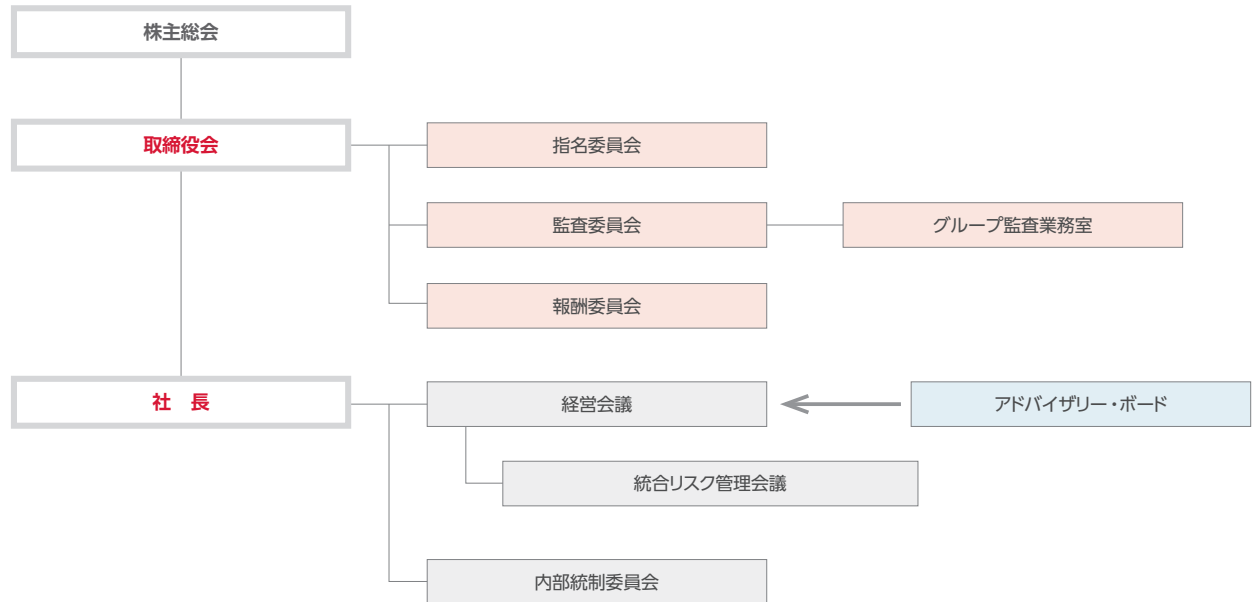 株主総会
取締役会
指名委員会
監査委員会
グループ監査業務室
報酬委員会
社　長
経営会議
アドバイザリー・ボード
統合リスク管理会議
内部統制委員会